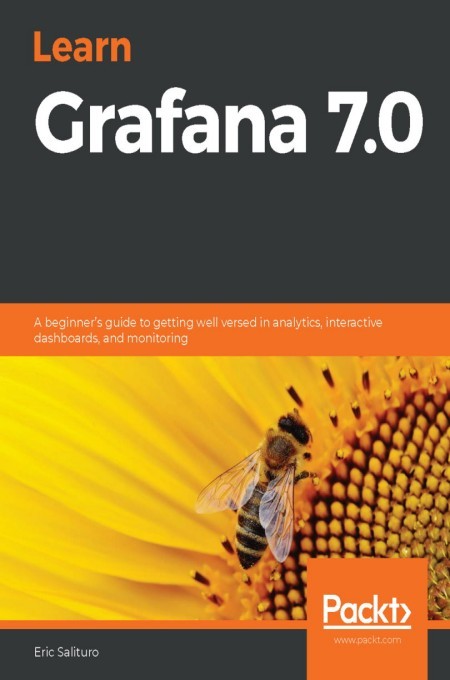 Learn
Grafana 7.0
A beginner's guide to getting well versed in analytics, interactive
dashboards, and monitoring
Packt>
www.packt.com
Eric Salituro